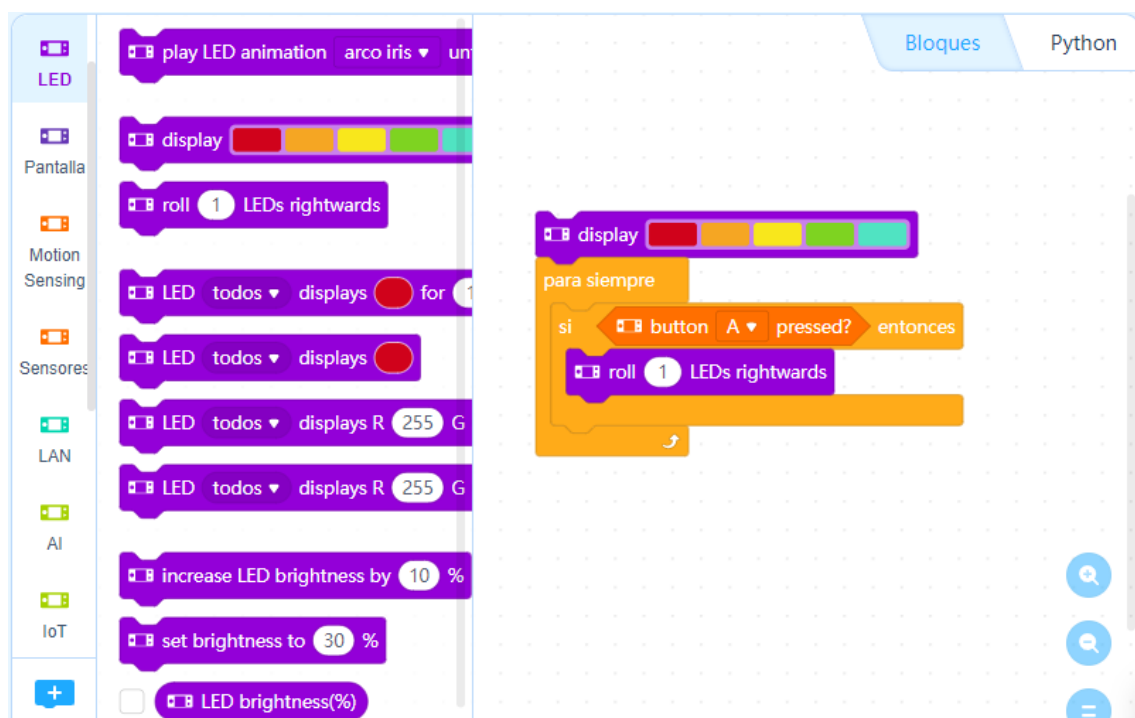 LED
Pantalla
Motion
Sensing
Sensores
LAN
AI
IoT
+
play LED animation arco iris
display
roll 1 LEDs rightwards
LED todos displays for
LED todos displays
LED todos displays R 255 G
LED todos displays R 255 G
increase LED brightness by 10 %
set brightness to 30 %
LED brightness(%)
Bloques Python
display
para siempre
si button A pressed? entonces
roll 1 LEDs rightwards